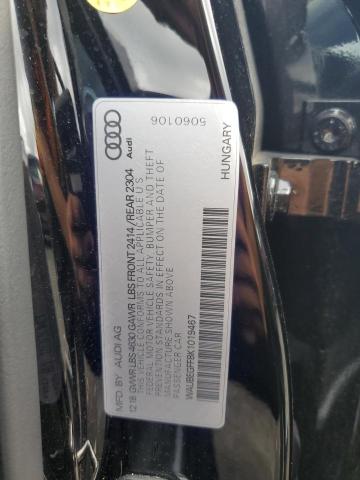 Audi
5060106
MFD. BY AUDI AG
HUNGARY
12.18 GVWR LBS 4630 GAWR LBS FRONT 2414 / REAR 2304
THIS VEHICLE CONFORMS TO ALL APPLICABLE U.S.
FEDERAL MOTOR VEHICLE SAFETY, BUMPER AND THEFT
PREVENTION STANDARDS IN EFFECT ON THE DATE OF
MANUFACTURE SHOWN ABOVE
PASSENGER CAR
WAUBEGFF8K1019467